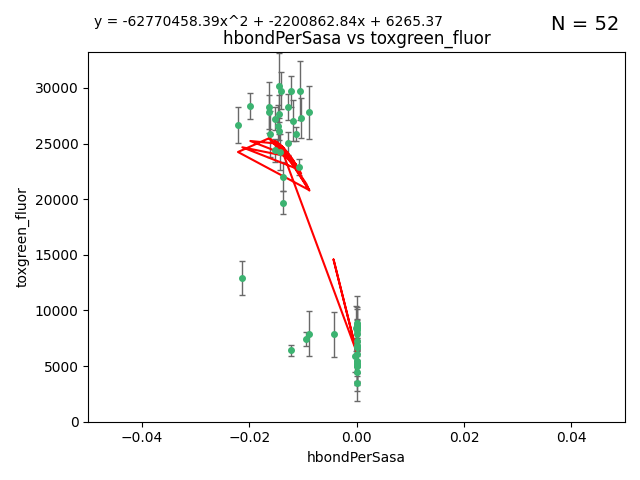 y = -62770458.39x^2 + -2200862.84x + 6265.37
N = 52
hbondPerSasa vs toxgreen_fluor
30000
25000
20000
15000
10000
5000
0
toxgreen_fluor
−0.04
−0.02
0.00
0.02
0.04
hbondPerSasa